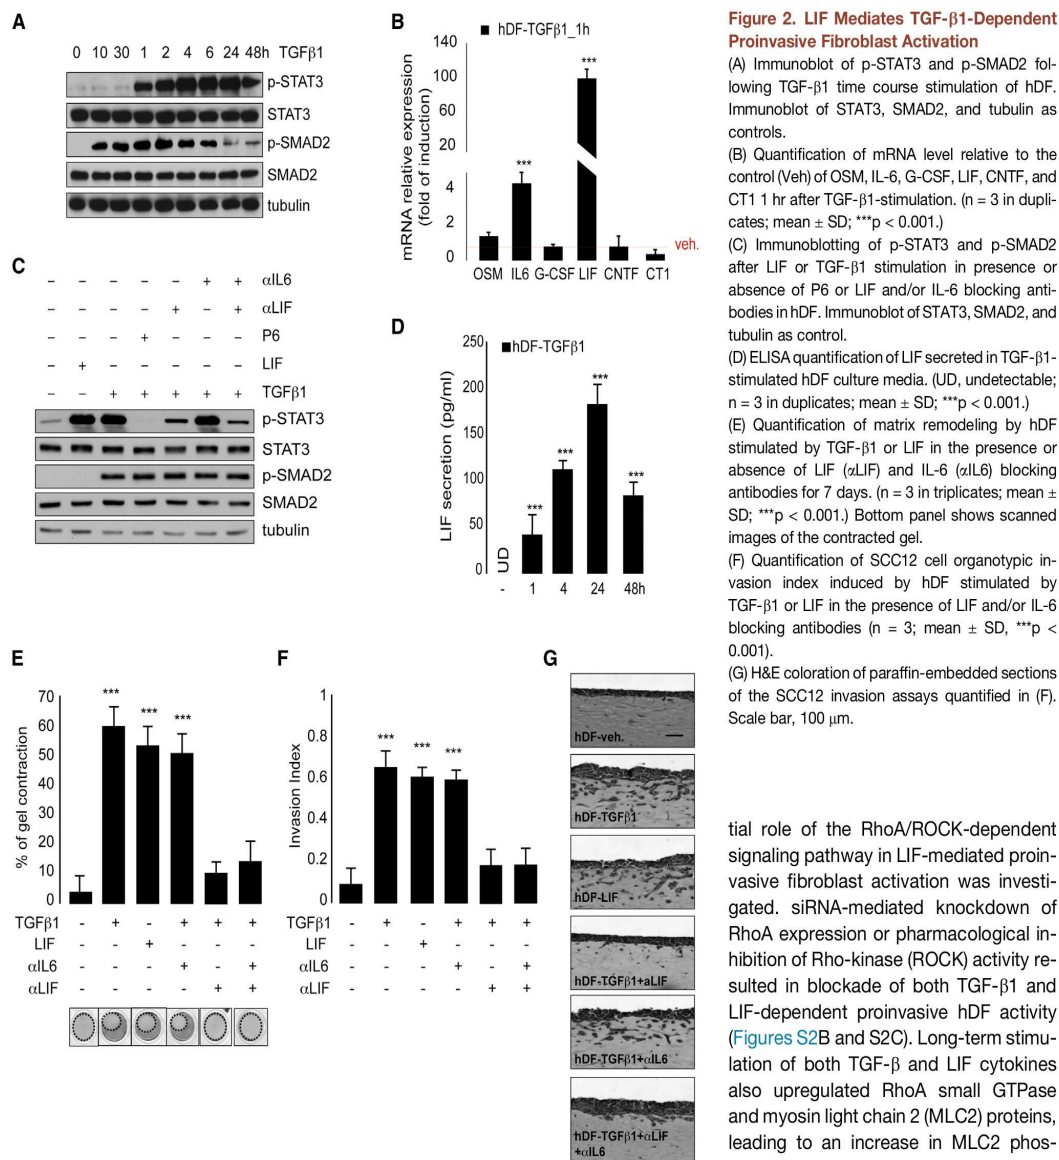 A
0 10 30 1 2 4 6 24 48h TGFβ1
p-STAT3
STAT3
p-SMAD2
SMAD2
tubulin
B
hDF-TGFβ1_1h
mRNA relative expression
(fold of induction)
140
100
80
60
20
4
2
0
***
***
veh.
OSM IL6 G-CSF LIF CNTF CT1
C
– – – – – + + αIL6
– – – – + – + αLIF
– – – + – – – P6
– + – – – – – LIF
– – + + + + + TGFβ1
p-STAT3
STAT3
p-SMAD2
SMAD2
tubulin
D
hDF-TGFβ1
LIF secretion (pg/ml)
250
200
150
100
50
0
UD
***
***
***
***
- 1 4 24 48h
E
% of gel contraction
70
60
50
40
30
20
10
0
***
***
***
TGFβ1 - + - + + +
LIF - - + - - -
αIL6 - - - + - +
αLIF - - - - + +
F
Invasion Index
1
0.8
0.6
0.4
0.2
0
***
***
***
TGFβ1 - + - + + +
LIF - - + - - -
αIL6 - - - + - +
αLIF - - - - + +
G
hDF-veh.
hDF-TGFβ1
hDF-LIF
hDF-TGFβ1+aLIF
hDF-TGFβ1+αIL6
hDF-TGFβ1+αLIF
+αIL6
Figure 2. LIF Mediates TGF-β1-Dependent
Proinvasive Fibroblast Activation
(A) Immunoblot of p-STAT3 and p-SMAD2 fol-
lowing TGF-β1 time course stimulation of hDF.
Immunoblot of STAT3, SMAD2, and tubulin as
controls.
(B) Quantification of mRNA level relative to the
control (Veh) of OSM, IL-6, G-CSF, LIF, CNTF, and
CT1 1 hr after TGF-β1-stimulation. (n = 3 in dupli-
cates; mean ± SD; ***p < 0.001.)
(C) Immunoblotting of p-STAT3 and p-SMAD2
after LIF or TGF-β1 stimulation in presence or
absence of P6 or LIF and/or IL-6 blocking anti-
bodies in hDF. Immunoblot of STAT3, SMAD2, and
tubulin as control.
(D) ELISA quantification of LIF secreted in TGF-β1-
stimulated hDF culture media. (UD, undetectable;
n = 3 in duplicates; mean ± SD; ***p < 0.001.)
(E) Quantification of matrix remodeling by hDF
stimulated by TGF-β1 or LIF in the presence or
absence of LIF (αLIF) and IL-6 (αIL6) blocking
antibodies for 7 days. (n = 3 in triplicates; mean ±
SD; ***p < 0.001.) Bottom panel shows scanned
images of the contracted gel.
(F) Quantification of SCC12 cell organotypic in-
vasion index induced by hDF stimulated by
TGF-β1 or LIF in the presence of LIF and/or IL-6
blocking antibodies (n = 3; mean ± SD, ***p <
0.001).
(G) H&E coloration of paraffin-embedded sections
of the SCC12 invasion assays quantified in (F).
Scale bar, 100 μm.
tial role of the RhoA/ROCK-dependent
signaling pathway in LIF-mediated proin-
vasive fibroblast activation was investi-
gated. siRNA-mediated knockdown of
RhoA expression or pharmacological in-
hibition of Rho-kinase (ROCK) activity re-
sulted in blockade of both TGF-β1 and
LIF-dependent proinvasive hDF activity
(Figures S2B and S2C). Long-term stimu-
lation of both TGF-β and LIF cytokines
also upregulated RhoA small GTPase
and myosin light chain 2 (MLC2) proteins,
leading to an increase in MLC2 phos-